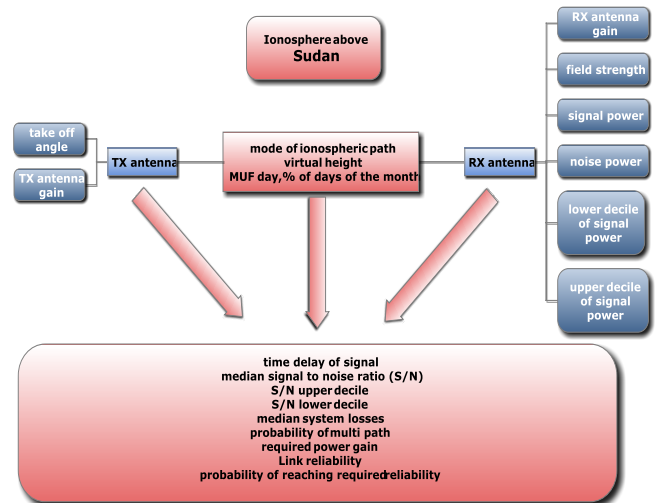 Ionosphere above
Sudan
RX antenna
gain
field strength
signal power
noise power
lower decile
of signal
power
upper decile
of signal
power
take off
angle
TX antenna
gain
TX antenna
mode of ionospheric path
virtual height
MUF day,% of days of the month
RX antenna
time delay of signal
median signal to noise ratio (S/N)
S/N upper decile
S/N lower decile
median system losses
probability of multi path
required power gain
Link reliability
probability of reaching required reliability